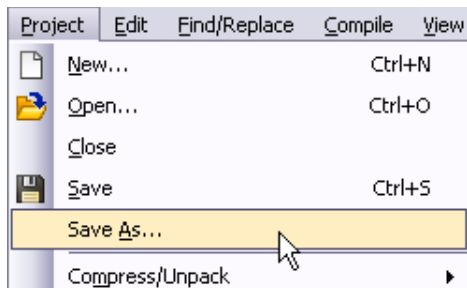 Project Edit Find/Replace Compile View
New... Ctrl+N
Open... Ctrl+O
Close
Save Ctrl+S
Save As...
Compress/Unpack